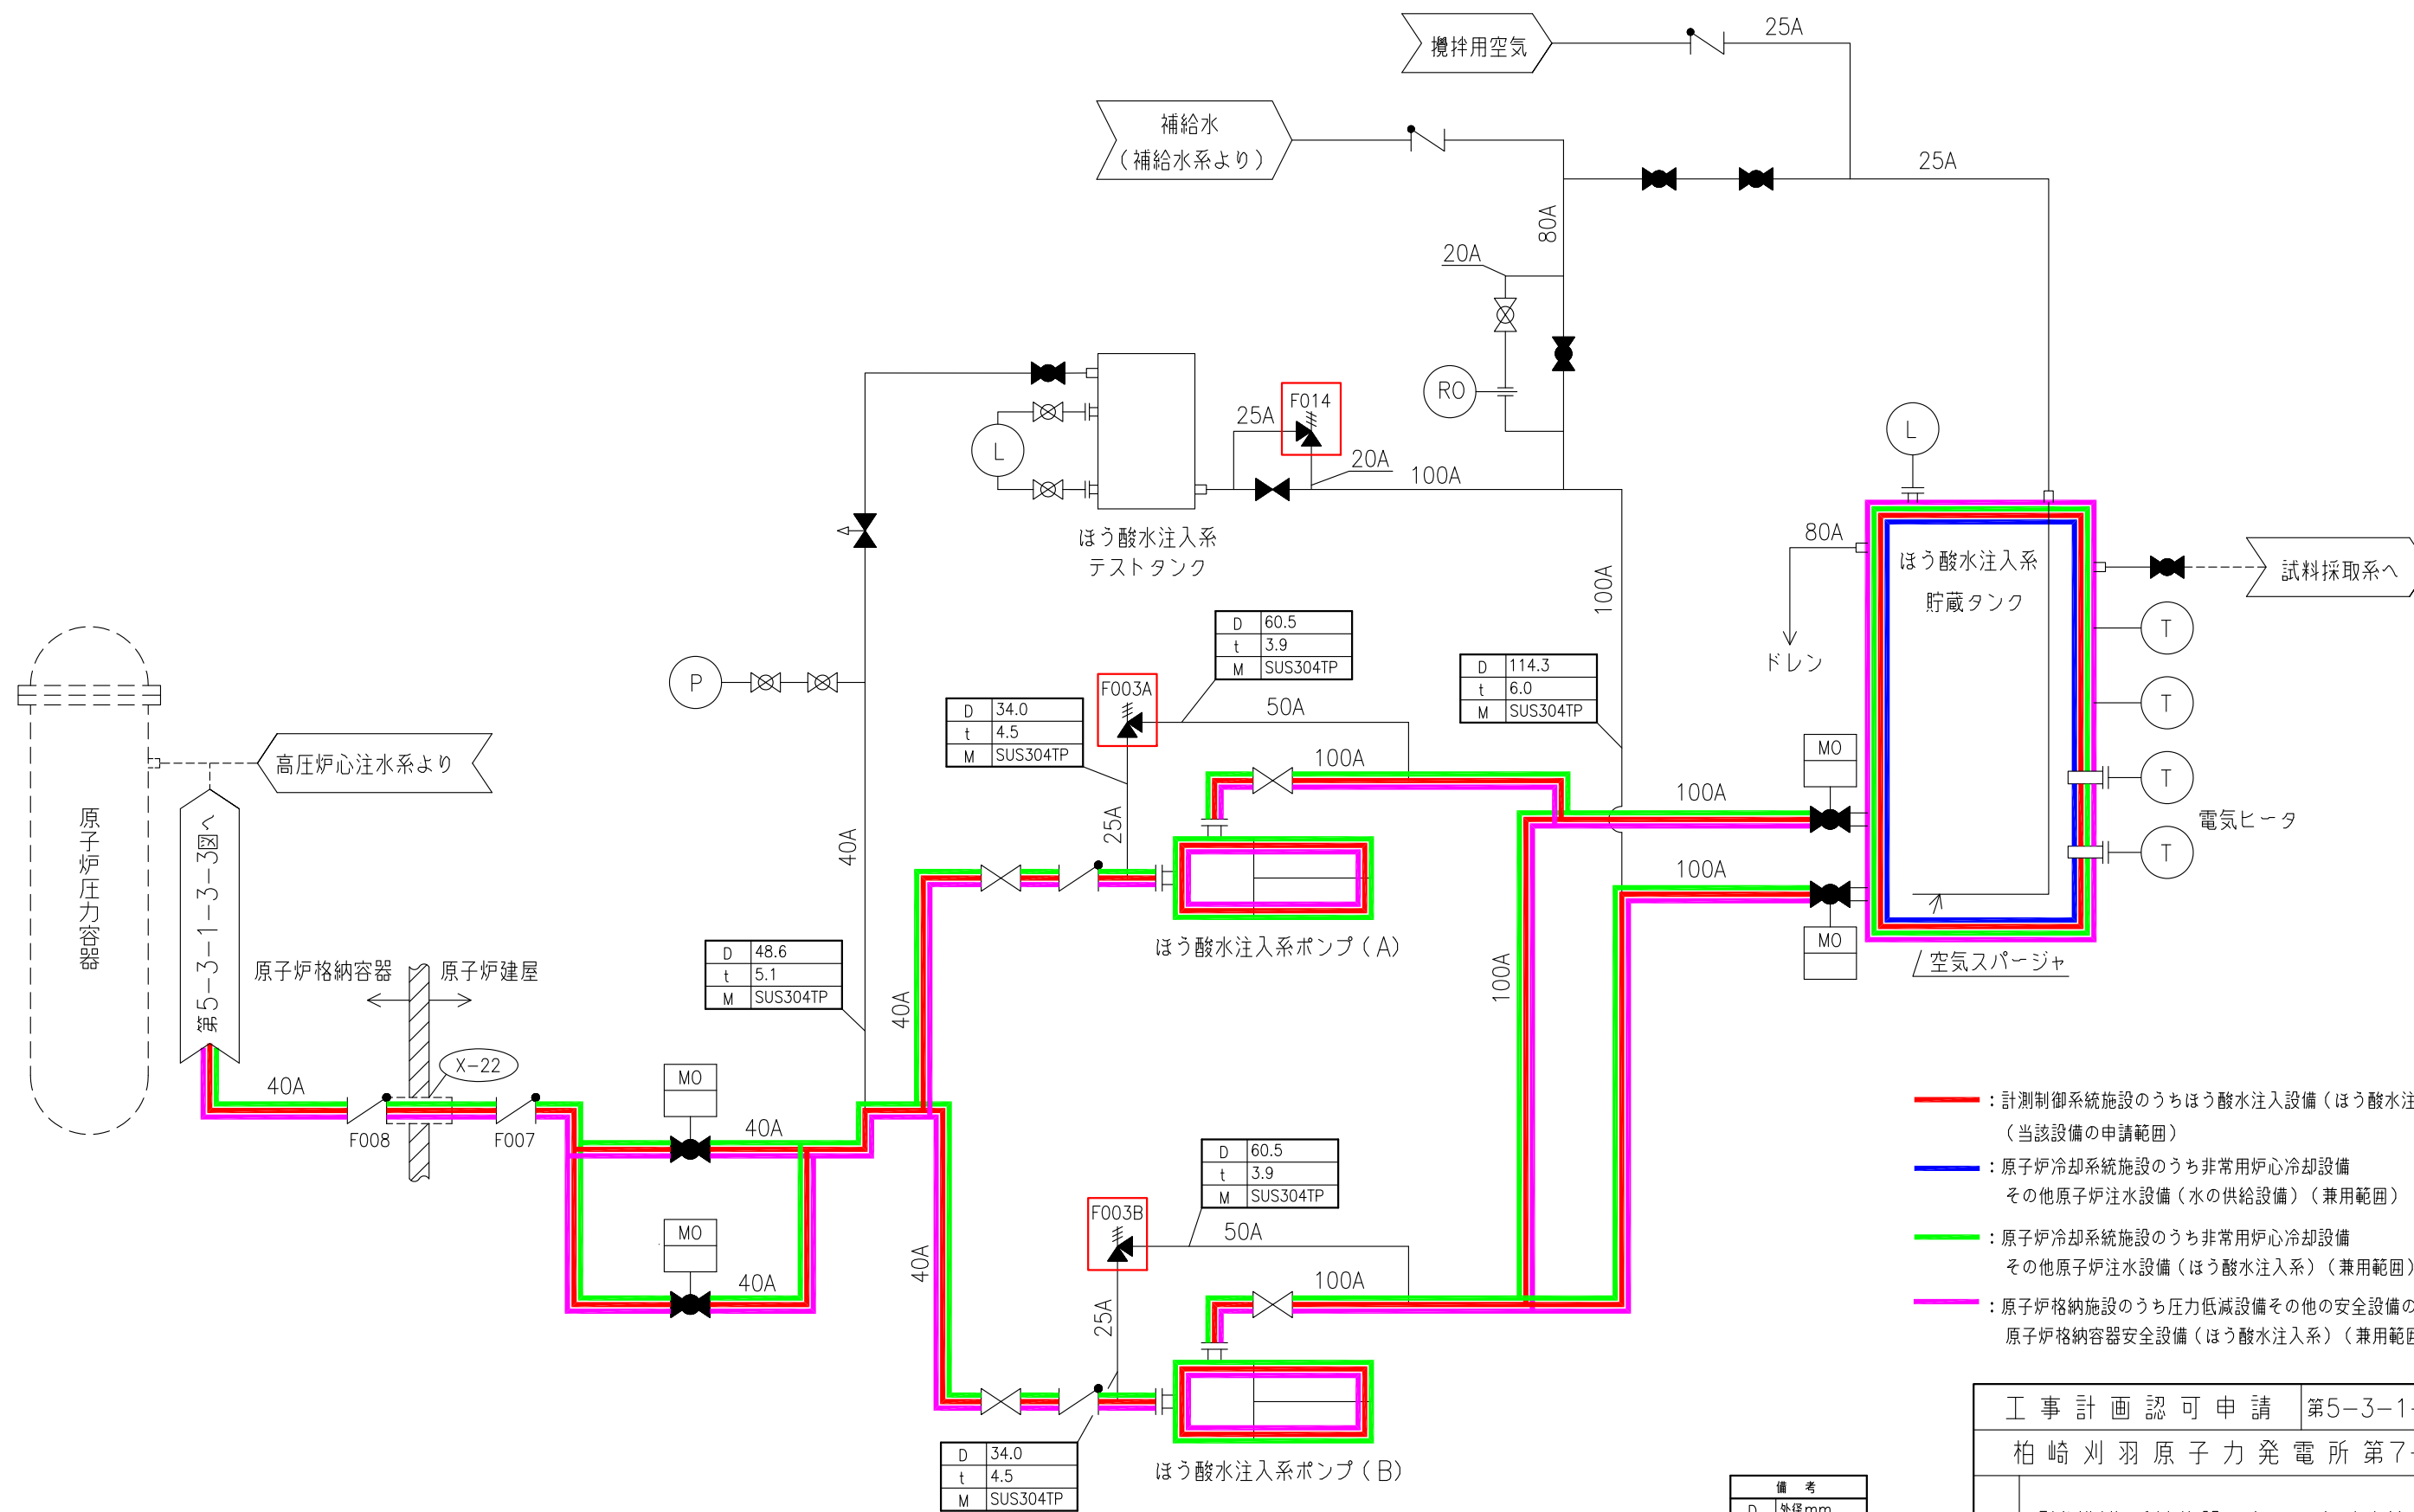 攪拌用空気
25A
補給水
(補給水系より)
25A
80A
20A
RO
F014
25A
20A
100A
L
L
ほう酸水注入系
テストタンク
80A
ドレン
ほう酸水注入系
貯蔵タンク
試料採取系へ
T
T
T
T
電気ヒータ
100A
D 60.5
t 3.9
M SUS304TP
D 114.3
t 6.0
M SUS304TP
P
F003A
D 34.0
t 4.5
M SUS304TP
50A
100A
25A
MO
100A
100A
MO
空気スパージャ
高圧炉心注水系より
原子炉圧力容器
第5-3-1-3-3図へ
40A
ほう酸水注入系ポンプ(A)
原子炉格納容器
原子炉建屋
D 48.6
t 5.1
M SUS304TP
40A
100A
X-22
40A
F008
F007
MO
40A
MO
40A
40A
D 60.5
t 3.9
M SUS304TP
F003B
50A
100A
25A
ほう酸水注入系ポンプ(B)
D 34.0
t 4.5
M SUS304TP
:計測制御系統施設のうちほう酸水注入設備(ほう酸水注
(当該設備の申請範囲)
:原子炉冷却系統施設のうち非常用炉心冷却設備
その他原子炉注水設備(水の供給設備)(兼用範囲)
:原子炉冷却系統施設のうち非常用炉心冷却設備
その他原子炉注水設備(ほう酸水注入系)(兼用範囲)
:原子炉格納施設のうち圧力低減設備その他の安全設備の
原子炉格納容器安全設備(ほう酸水注入系)(兼用範囲
工事計画認可申請 第5-3-1-
柏崎刈羽原子力発電所第7
備考
D 外径mm